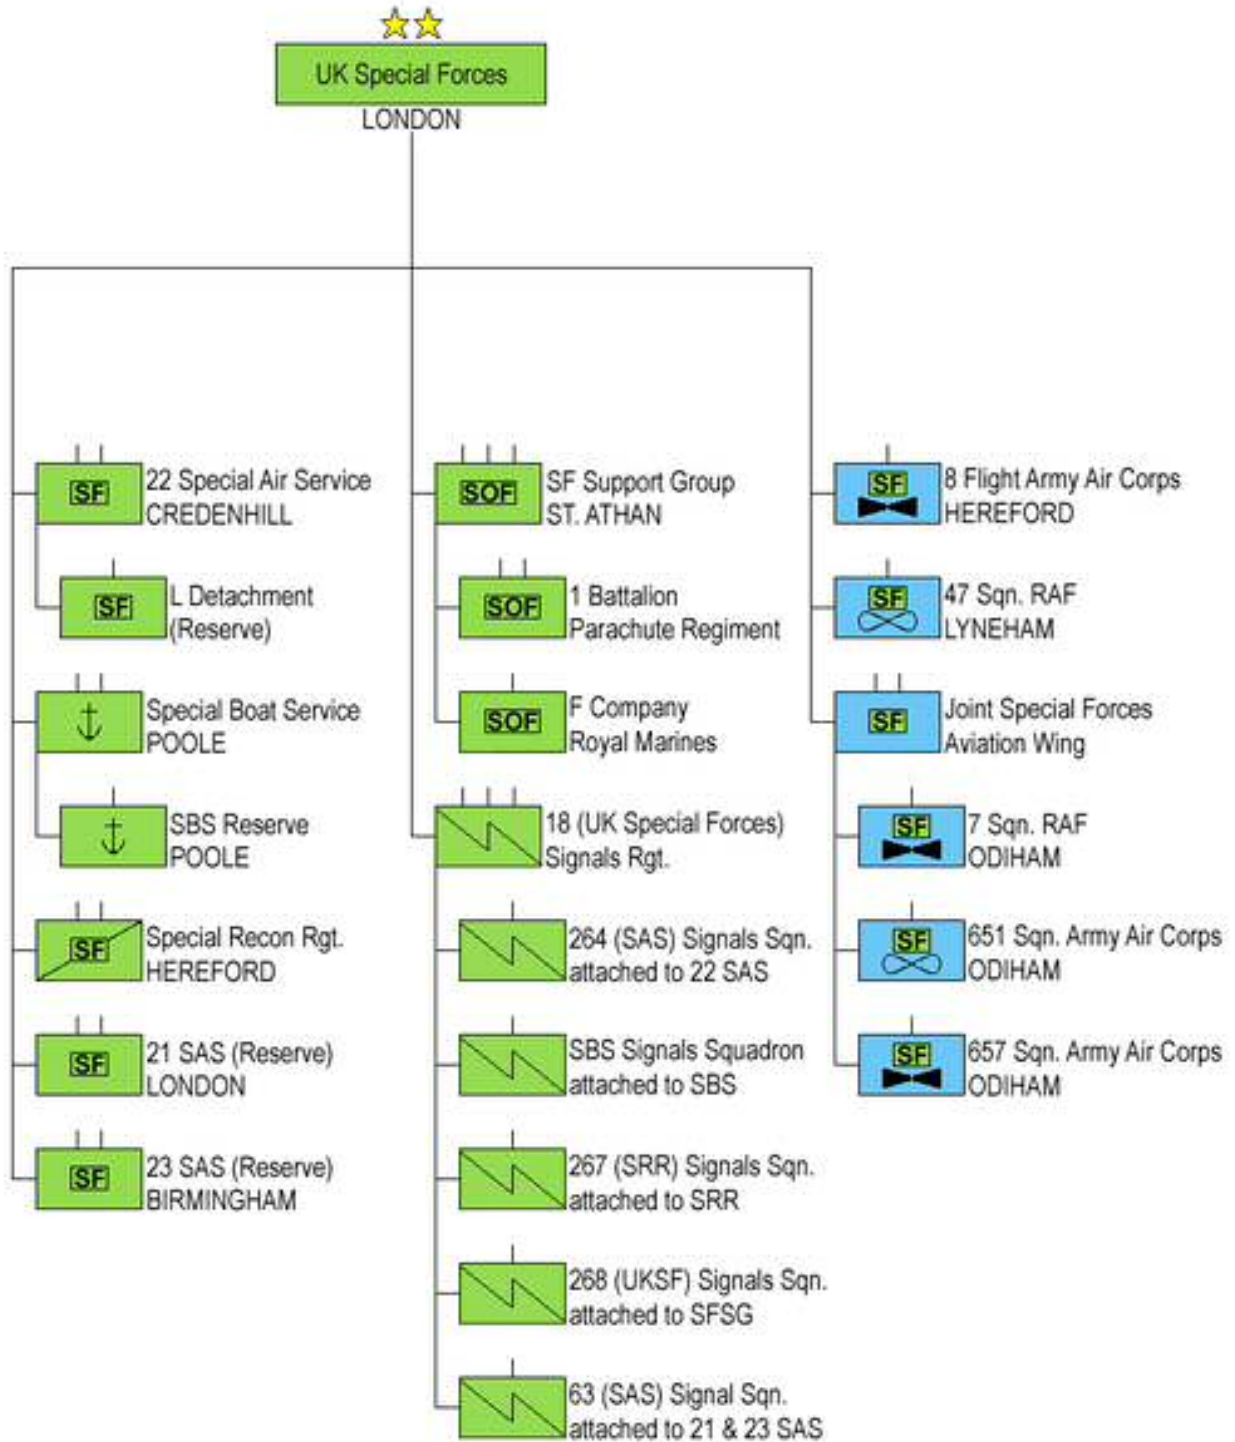 UK Special Forces
LONDON
SF
22 Special Air Service
CREDENHILL
SF
L Detachment
(Reserve)
Special Boat Service
POOLE
SBS Reserve
POOLE
SF
Special Recon Rgt.
HEREFORD
SF
21 SAS (Reserve)
LONDON
SF
23 SAS (Reserve)
BIRMINGHAM
SOF
SF Support Group
ST. ATHAN
SOF
1 Battalion
Parachute Regiment
SOF
F Company
Royal Marines
18 (UK Special Forces)
Signals Rgt.
264 (SAS) Signals Sqn.
attached to 22 SAS
SBS Signals Squadron
attached to SBS
267 (SRR) Signals Sqn.
attached to SRR
268 (UKSF) Signals Sqn.
attached to SFSG
63 (SAS) Signal Sqn.
attached to 21 & 23 SAS
SF
8 Flight Army Air Corps
HEREFORD
SF
47 Sqn. RAF
LYNEHAM
SF
Joint Special Forces
Aviation Wing
SF
7 Sqn. RAF
ODIHAM
SF
651 Sqn. Army Air Corps
ODIHAM
SF
657 Sqn. Army Air Corps
ODIHAM